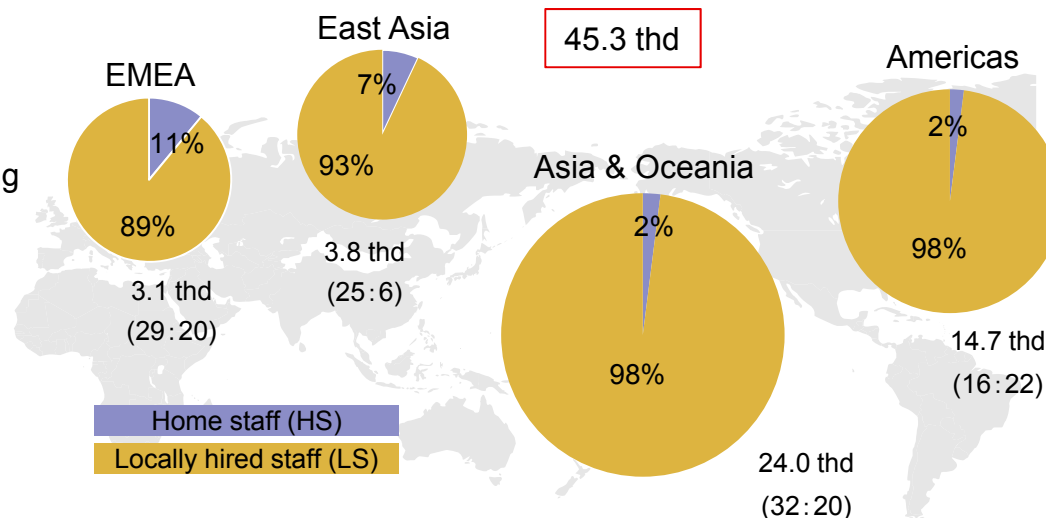 45.3 thd
East Asia
7%
93%
3.8 thd
(25:6)
EMEA
11%
89%
3.1 thd
(29:20)
g
Asia & Oceania
2%
98%
24.0 thd
(32:20)
Americas
2%
98%
14.7 thd
(16:22)
Home staff (HS)
Locally hired staff (LS)